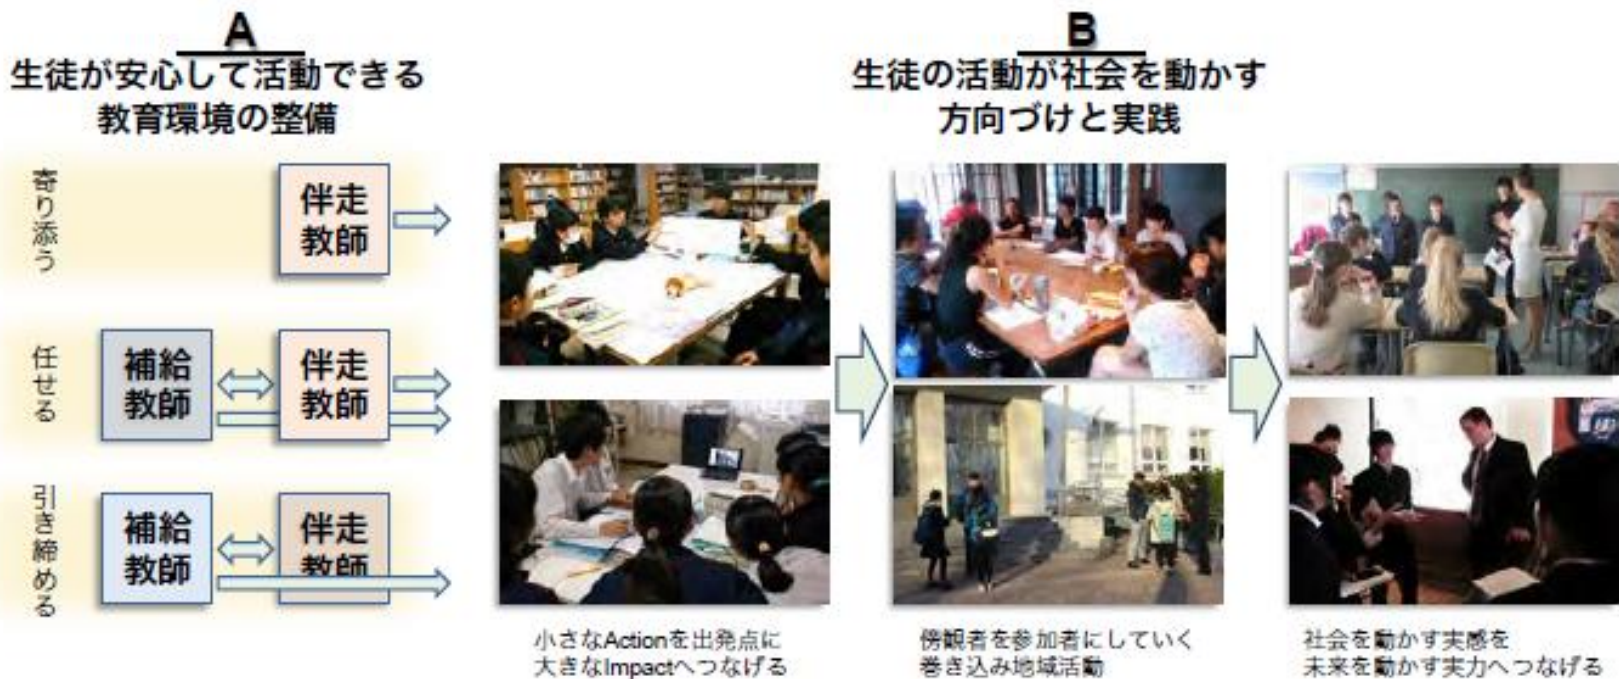 A
生徒が安心して活動できる
教育環境の整備
寄り添う
伴走
教師
任せる
補給
教師
伴走
教師
引き締める
補給
教師
伴走
教師
B
生徒の活動が社会を動かす
方向づけと実践
小さなActionを出発点に
大きなImpactへつなげる
傍観者を参加者にしていく
巻き込み地域活動
社会を動かす実感を
未来を動かす実力へつなげる